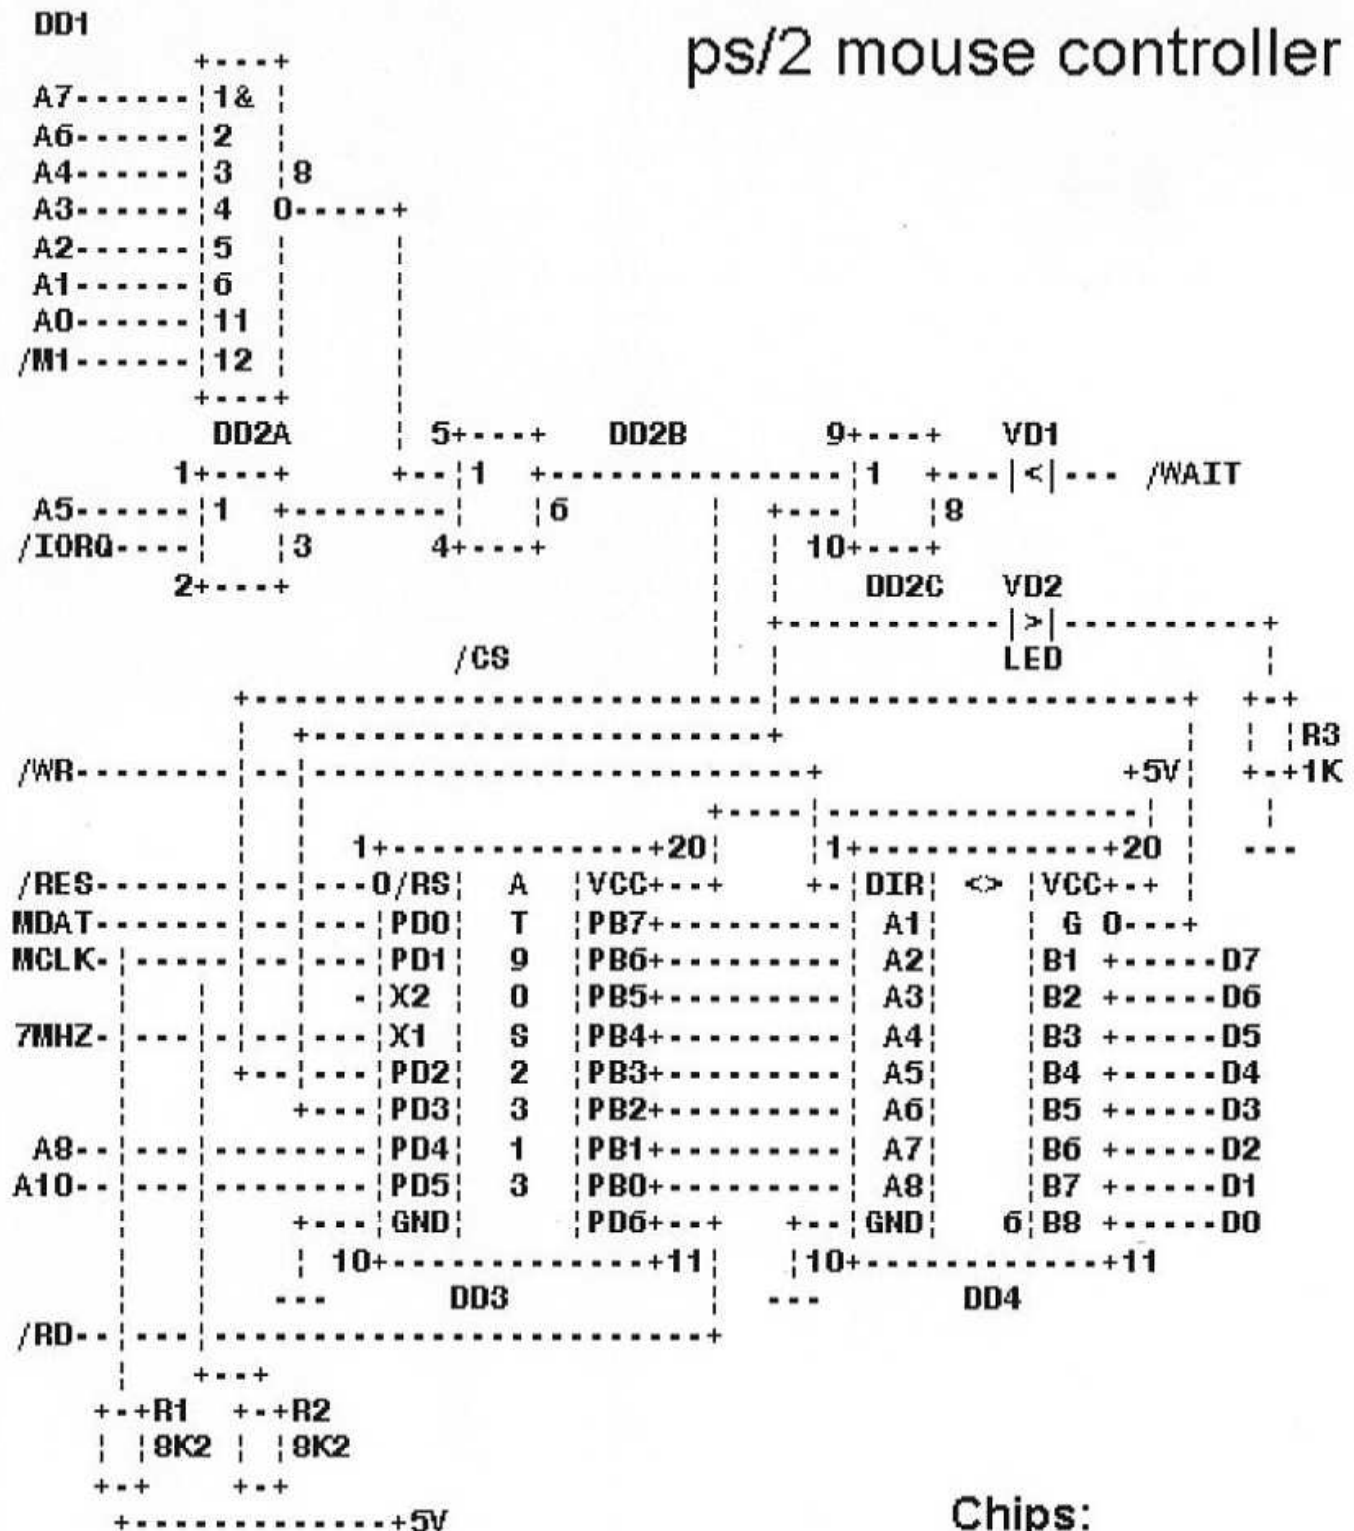 DD1
ps/2 mouse controller
+---+
A7------¦1& ¦
A6------¦2
A4------¦3 ¦8
A3------¦4 0-----+
A2------¦5 ¦ ¦
A1------¦6 ¦ ¦
A0------¦11 ¦ ¦
/M1------¦12 ¦ ¦
+---+ ¦
DD2A ¦ 5+---+ DD2B 9+---+ VD1
1+---+ +--¦1 +----------------¦1 +---|<|--- /WAIT
A5------¦1 +--------¦ ¦6 ¦ +---¦ ¦8
/IORQ----¦ ¦3 4+---+ ¦ ¦ 10+---+
2+---+ ¦ ¦ DD2C VD2
¦ +-----------|>|----------+
/CS ¦ ¦ LED ¦
+---------------------------¦--------------------+ +-+
¦ +------------------------+ ¦ ¦ ¦R3
/WR--------¦--¦-------------------------+ +5V¦ +-+1K
¦ ¦ +----¦----------------¦ ¦ ¦
¦ ¦ 1+-------------+20¦ ¦1+------------+20 ¦ ---
/RES-------¦--¦---0/RS¦ A ¦VCC+--+ +-¦DIR¦ <> ¦VCC+-+ ¦
MDAT-------¦--¦---¦PD0¦ T ¦PB7+---------¦ A1¦ ¦ G 0---+
MCLK-¦-----¦--¦---¦PD1¦ 9 ¦PB6+---------¦ A2¦ ¦B1 +-----D7
¦ ¦ ¦ ¦ -¦X2 ¦ 0 ¦PB5+---------¦ A3¦ ¦B2 +-----D6
7MHZ-¦---¦-¦--¦---¦X1 ¦ S ¦PB4+---------¦ A4¦ ¦B3 +-----D5
¦ ¦ +--¦---¦PD2¦ 2 ¦PB3+---------¦ A5¦ ¦B4 +-----D4
¦ ¦ +---¦PD3¦ 3 ¦PB2+---------¦ A6¦ ¦B5 +-----D3
A8--¦---¦--------¦PD4¦ 1 ¦PB1+---------¦ A7¦ ¦B6 +-----D2
A10--¦---¦--------¦PD5¦ 3 ¦PB0+---------¦ A8¦ ¦B7 +-----D1
¦ ¦ +---¦GND¦ ¦PD6+--+ +--¦GND¦ 6¦B8 +-----D0
¦ ¦ ¦ 10+-------------+11¦ ¦10+------------+11
¦ ¦ --- DD3 ¦ --- DD4
/RD--¦---¦-------------------------+
¦ +---+
+-+R1 +-+R2
¦ ¦8K2 ¦ ¦8K2
+-+ +-+
+-------------+5V
Chips: